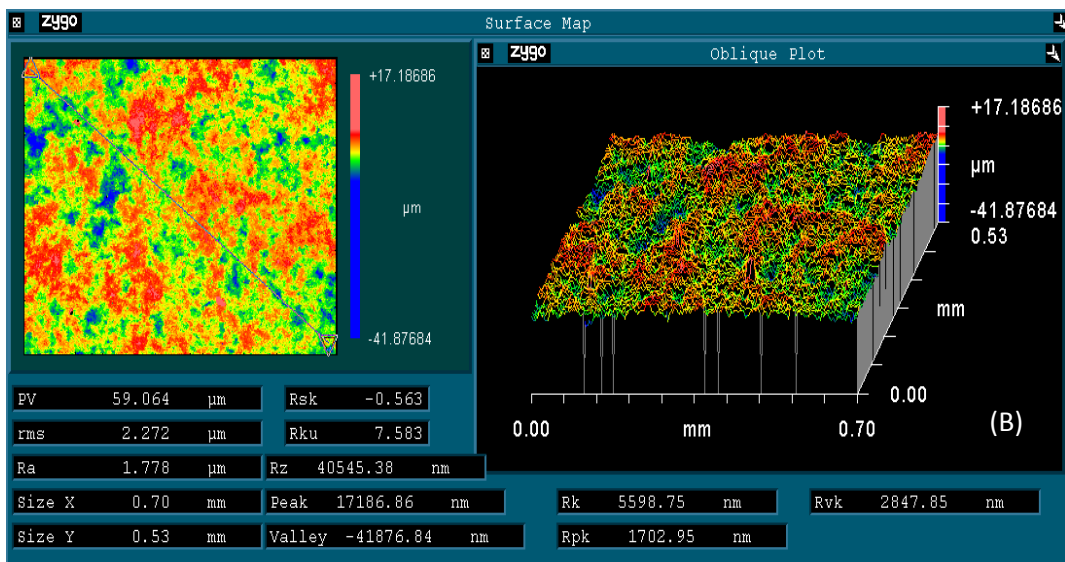 zygo Surface Map
+17.18686
µm
-41.87684
zygo Oblique Plot
+17.18686
µm
-41.87684
0.53
mm
0.00
0.00 mm 0.70
(B)
PV 59.064 µm Rsk -0.563
rms 2.272 µm Rku 7.583
Ra 1.778 µm Rz 40545.38 nm
Size X 0.70 mm Peak 17186.86 nm Rk 5598.75 nm Rvk 2847.85 nm
Size Y 0.53 mm Valley -41876.84 nm Rpk 1702.95 nm